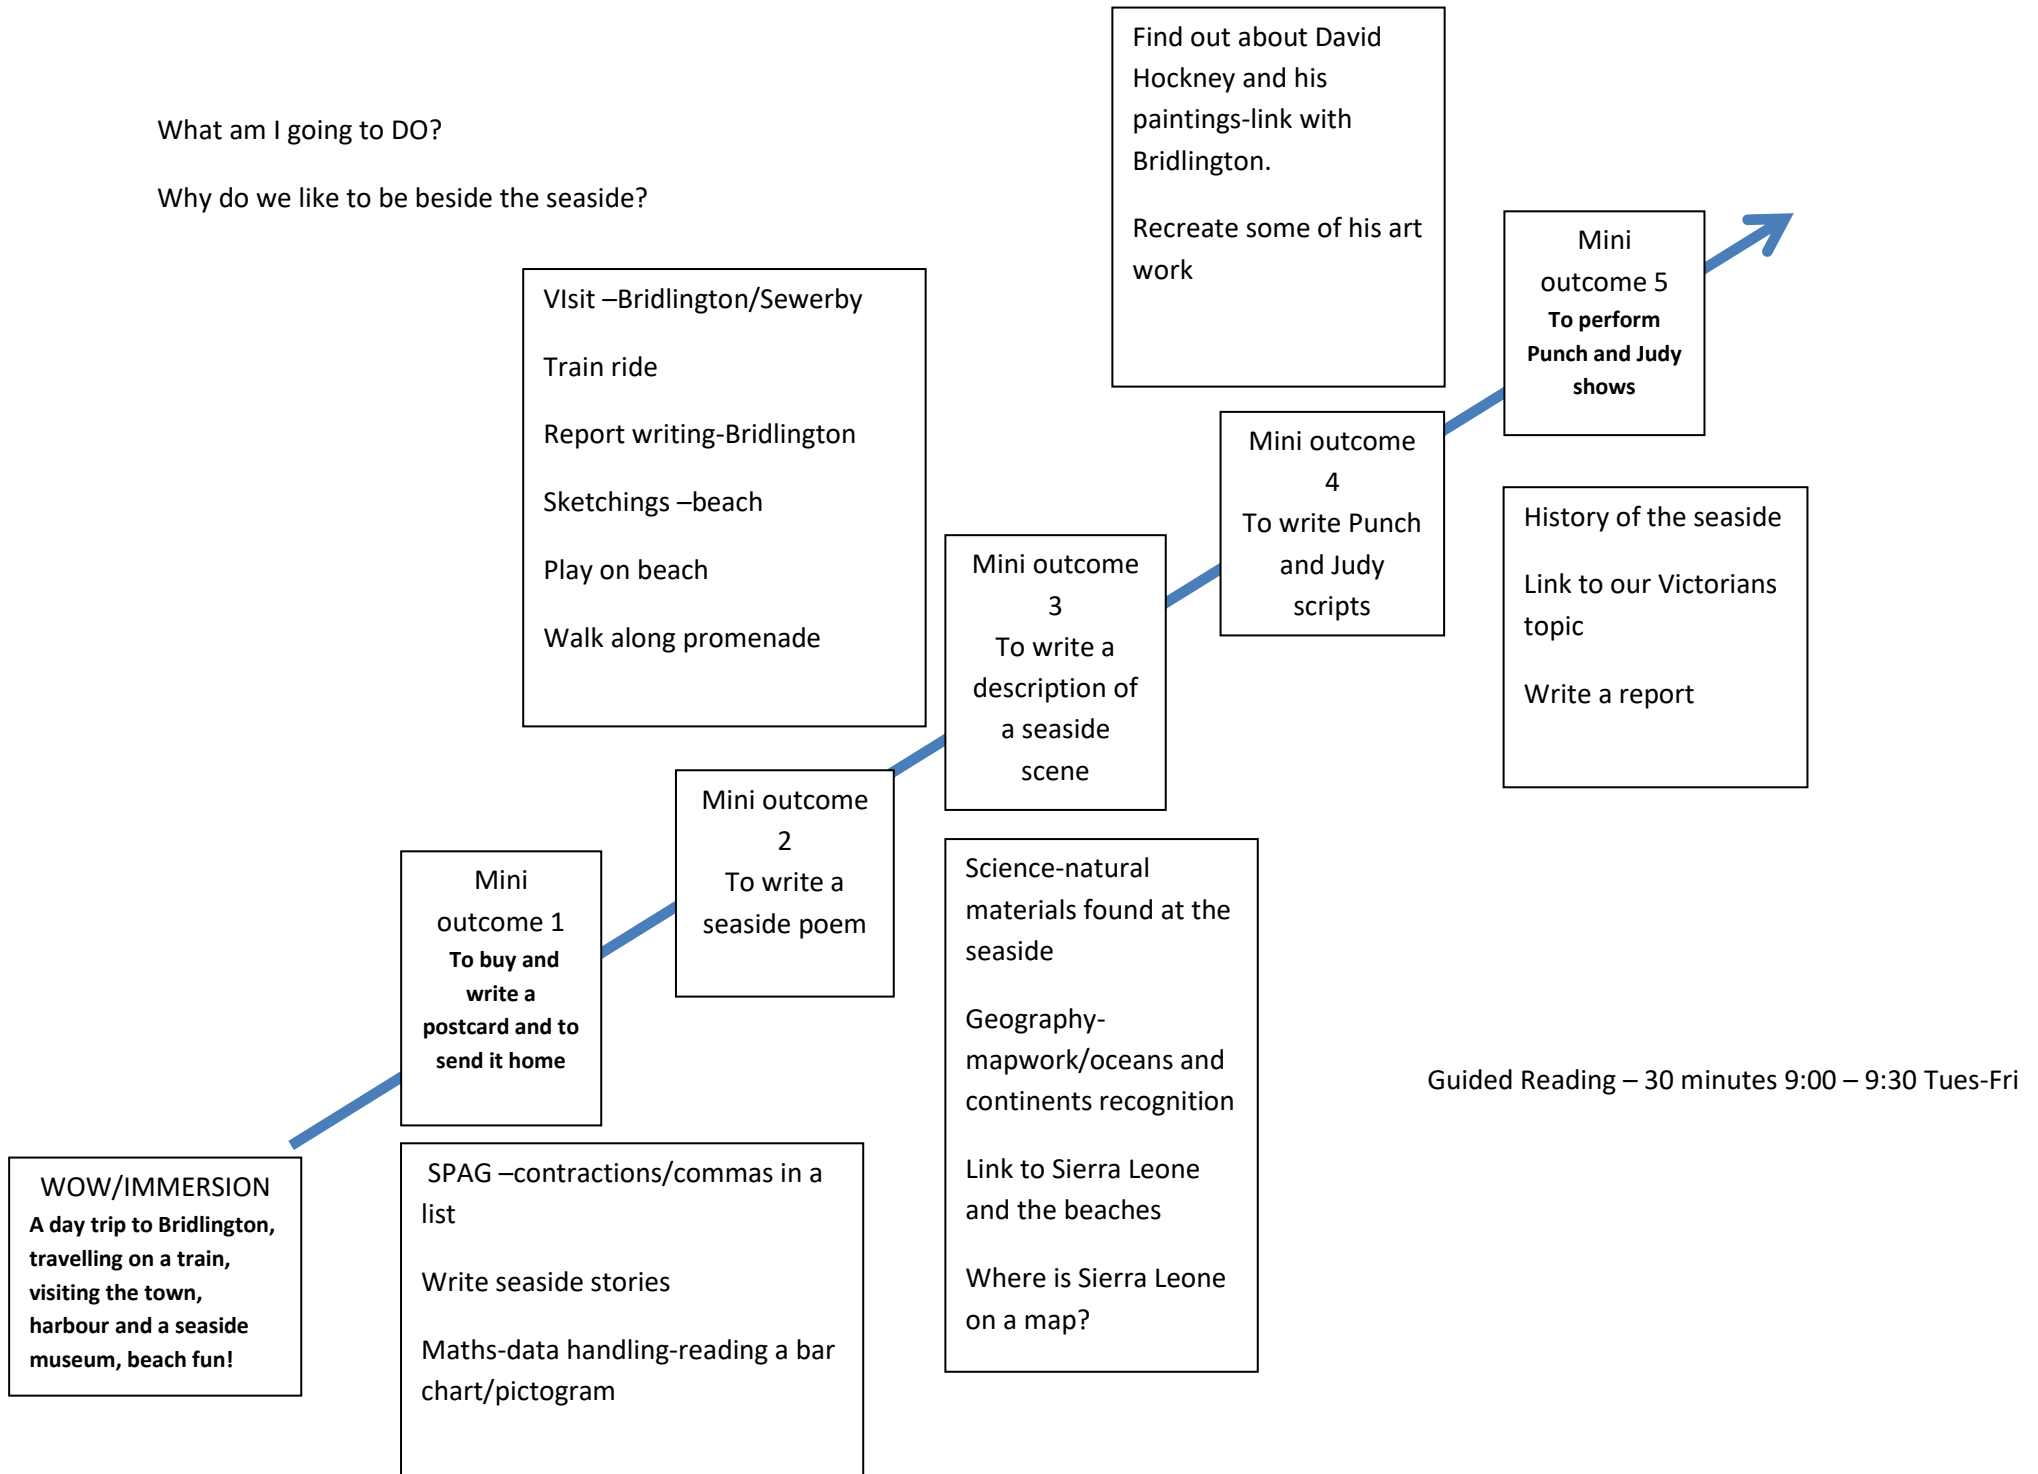 What am I going to DO?
Why do we like to be beside the seaside?
Find out about David
Hockney and his
paintings-link with
Bridlington.
Recreate some of his art
work
Mini
outcome 5
To perform
Punch and Judy
shows
VIsit –Bridlington/Sewerby
Train ride
Report writing-Bridlington
Sketchings –beach
Play on beach
Walk along promenade
Mini outcome
4
To write Punch
and Judy
scripts
History of the seaside
Link to our Victorians
topic
Write a report
Mini outcome
3
To write a
description of
a seaside
scene
Mini outcome
2
To write a
seaside poem
Mini
outcome 1
To buy and
write a
postcard and to
send it home
Science-natural
materials found at the
seaside
Geography-
mapwork/oceans and
continents recognition
Link to Sierra Leone
and the beaches
Where is Sierra Leone
on a map?
Guided Reading – 30 minutes 9:00 – 9:30 Tues-Fri
WOW/IMMERSION
A day trip to Bridlington,
travelling on a train,
visiting the town,
harbour and a seaside
museum, beach fun!
SPAG –contractions/commas in a
list
Write seaside stories
Maths-data handling-reading a bar
chart/pictogram